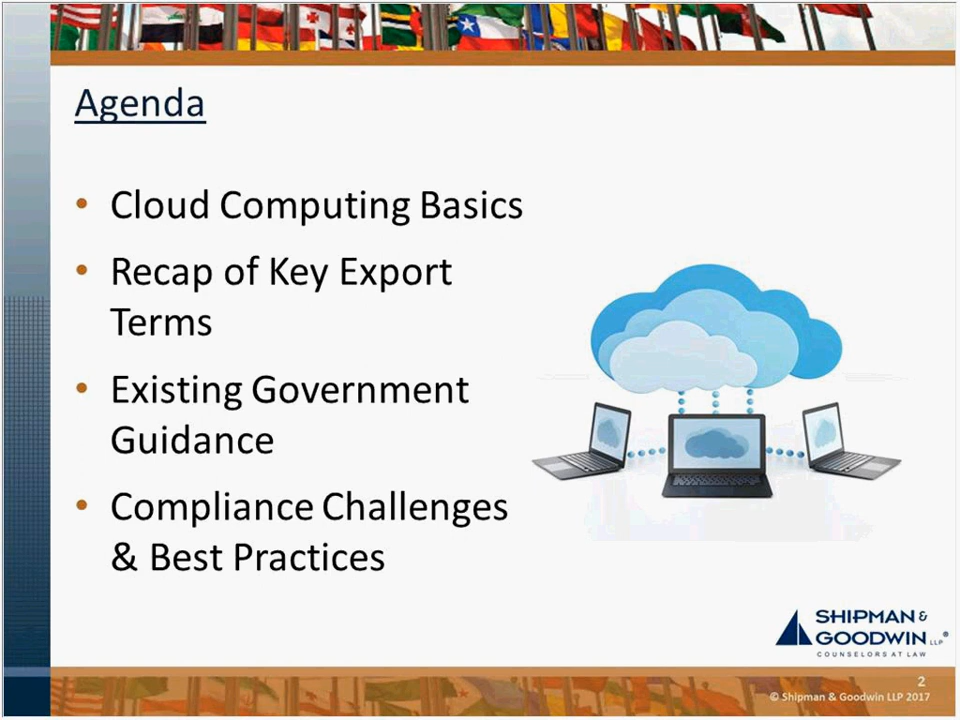 Agenda
• Cloud Computing Basics
• Recap of Key Export
Terms
• Existing Government
Guidance
• Compliance Challenges
& Best Practices
SHIPMAN &
GOODWIN LLP®
COUNSELORS AT LAW
2
© Shipman & Goodwin LLP 2017